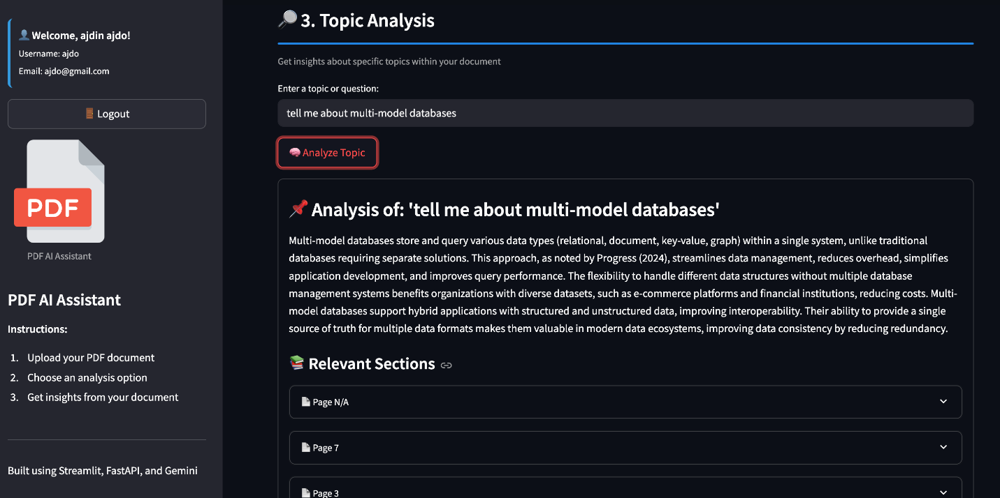 Welcome, ajdin ajdo!
Username: ajdo
Email: ajdo@gmail.com
Logout
PDF
PDF AI Assistant
PDF AI Assistant
Instructions:
1. Upload your PDF document
2. Choose an analysis option
3. Get insights from your document
Built using Streamlit, FastAPI, and Gemini
3. Topic Analysis
Get insights about specific topics within your document
Enter a topic or question:
tell me about multi-model databases
Analyze Topic
Analysis of: 'tell me about multi-model databases'
Multi-model databases store and query various data types (relational, document, key-value, graph) within a single system, unlike traditional
databases requiring separate solutions. This approach, as noted by Progress (2024), streamlines data management, reduces overhead, simplifies
application development, and improves query performance. The flexibility to handle different data structures without multiple database
management systems benefits organizations with diverse datasets, such as e-commerce platforms and financial institutions, reducing costs. Multi-
model databases support hybrid applications with structured and unstructured data, improving interoperability. Their ability to provide a single
source of truth for multiple data formats makes them valuable in modern data ecosystems, improving data consistency by reducing redundancy.
Relevant Sections
Page N/A
Page 7
Page 3